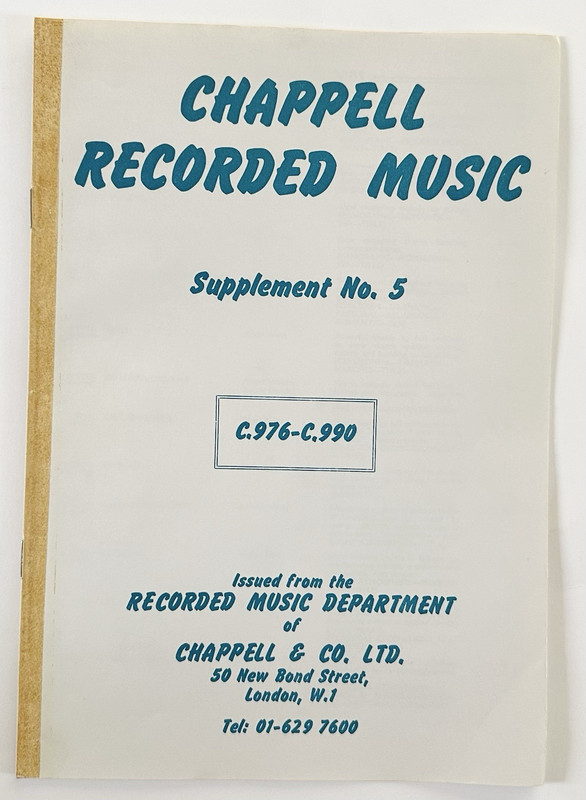 CHAPPELL
RECORDED MUSIC
Supplement No. 5
C.976-C.990
Issued from the
RECORDED MUSIC DEPARTMENT
of
CHAPPELL & CO. LTD.
50 New Bond Street,
London, W.1
Tel: 01-629 7600